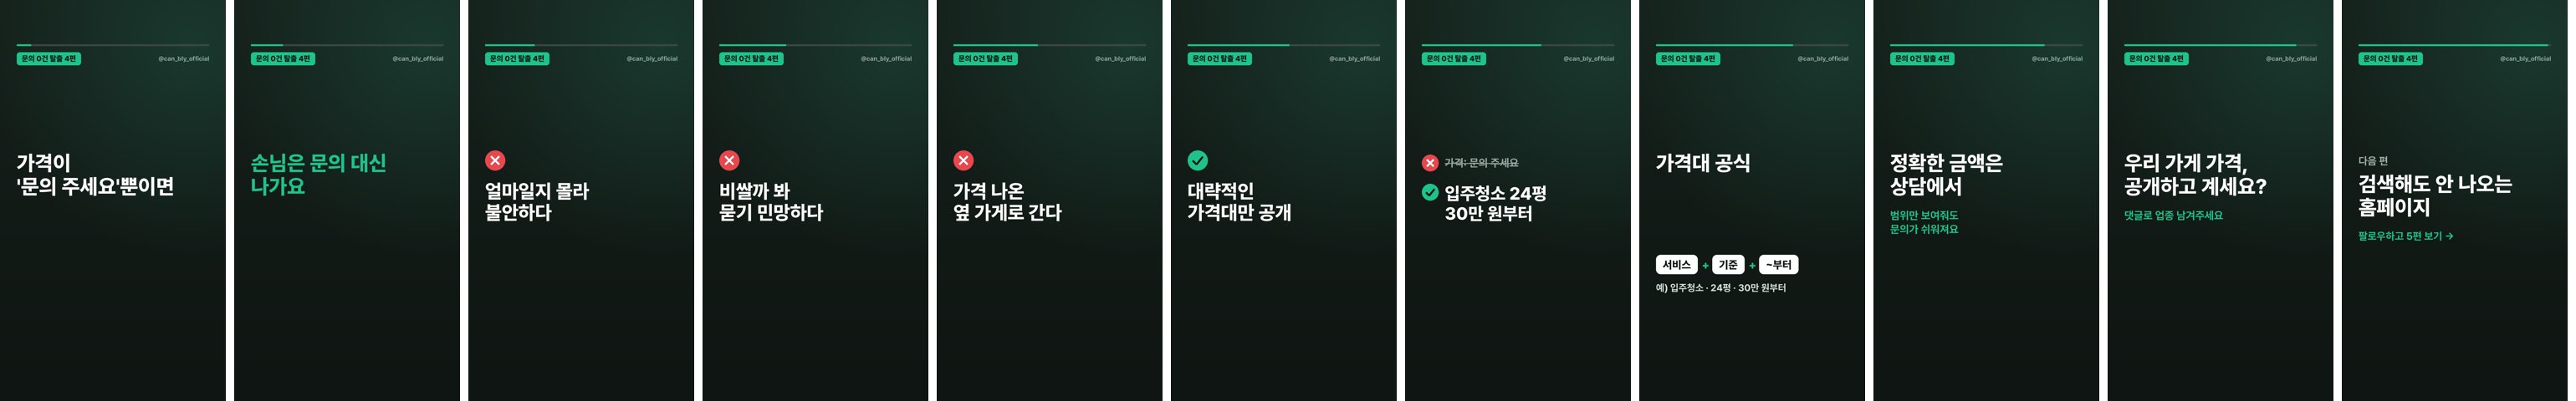 문의 0건 탈출 4편
@can_bly_official
가격이
'문의 주세요'뿐이면
문의 0건 탈출 4편
@can_bly_official
손님은 문의 대신
나가요
문의 0건 탈출 4편
@can_bly_official
얼마일지 몰라
불안하다
문의 0건 탈출 4편
@can_bly_official
비쌀까 봐
묻기 민망하다
문의 0건 탈출 4편
@can_bly_official
가격 나온
옆 가게로 간다
문의 0건 탈출 4편
@can_bly_official
대략적인
가격대만 공개
문의 0건 탈출 4편
@can_bly_official
가격: 문의 주세요
입주청소 24평
30만 원부터
문의 0건 탈출 4편
@can_bly_official
가격대 공식
서비스 + 기준 + ~부터
예) 입주청소 · 24평 · 30만 원부터
문의 0건 탈출 4편
@can_bly_official
정확한 금액은
상담에서
범위만 보여줘도
문의가 쉬워져요
문의 0건 탈출 4편
@can_bly_official
우리 가게 가격,
공개하고 계세요?
댓글로 업종 남겨주세요
문의 0건 탈출 4편
@can_bly_official
다음 편
검색해도 안 나오는
홈페이지
팔로우하고 5편 보기 →